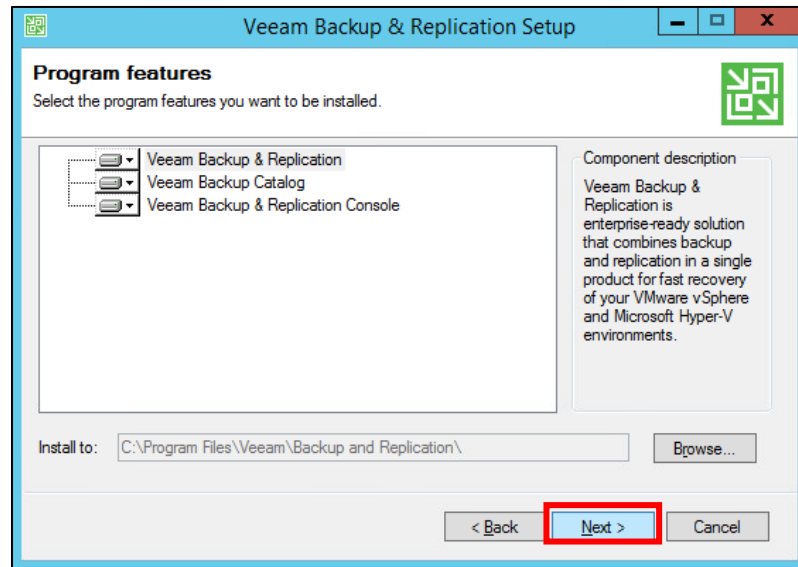 Veeam Backup & Replication Setup
Program features
Select the program features you want to be installed.
Veeam Backup & Replication
Veeam Backup Catalog
Veeam Backup & Replication Console
Component description
Veeam Backup &
Replication is
enterprise-ready solution
that combines backup
and replication in a single
product for fast recovery
of your VMware vSphere
and Microsoft Hyper-V
environments.
Install to: C:\Program Files\Veeam\Backup and Replication\ Browse...
< Back Next > Cancel